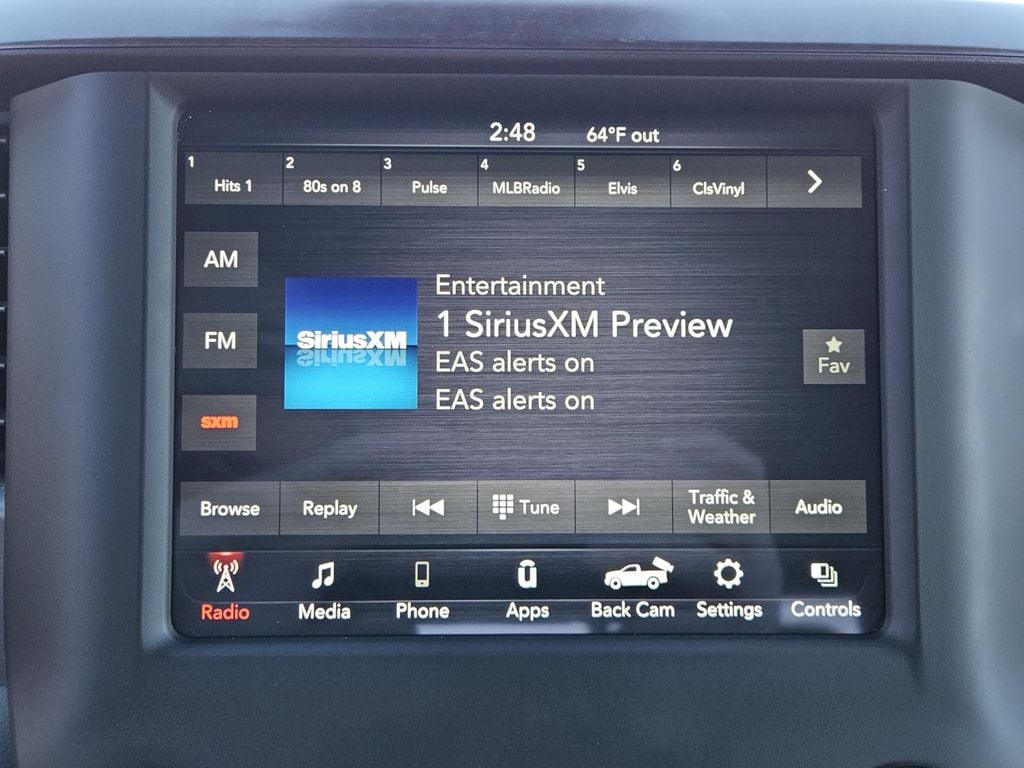 2:48 64°F out
1 Hits 1
2 80s on 8
3 Pulse
4 MLBRadio
5 Elvis
6 ClsVinyl
AM
FM
sxm
SiriusXM
Entertainment
1 SiriusXM Preview
EAS alerts on
EAS alerts on
Fav
Browse
Replay
Tune
Traffic &
Weather
Audio
Radio
Media
Phone
Apps
Back Cam
Settings
Controls